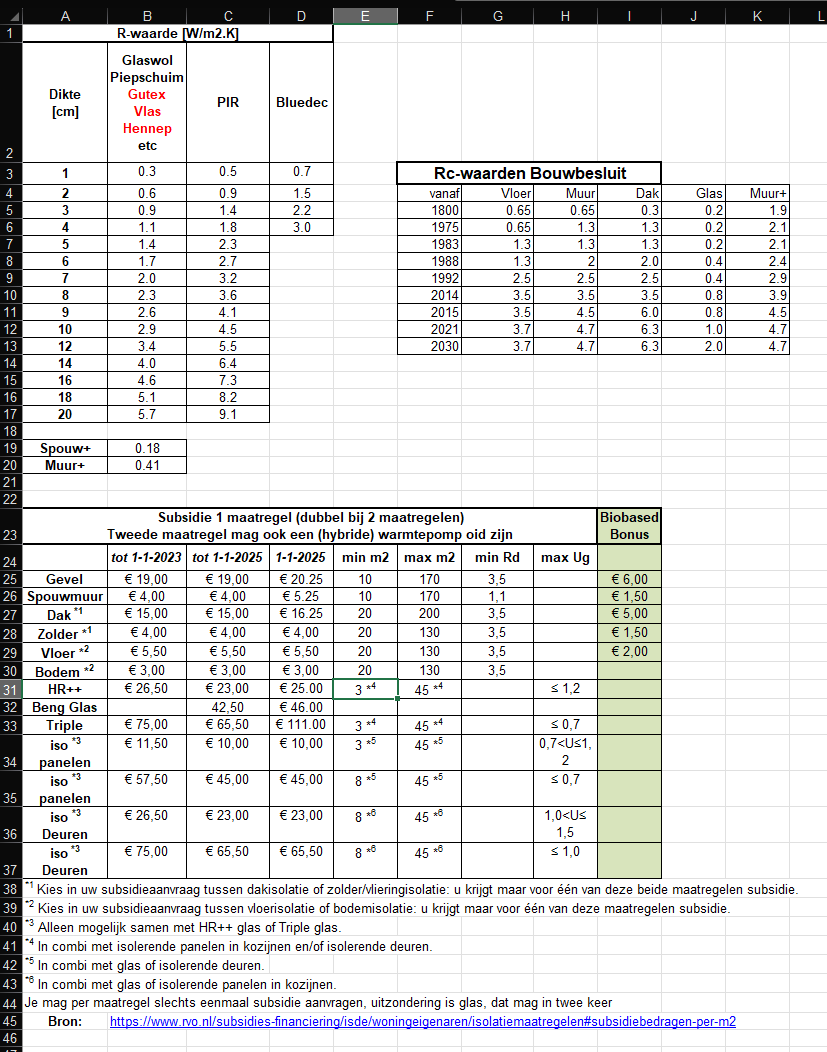 A B C D E F G H I J K L
1 R-waarde [W/m2.K]
2 Dikte [cm] Glaswol Piepschuim Gutex Vlas Hennep etc PIR Bluedec
3 1 0.3 0.5 0.7 Rc-waarden Bouwbesluit
4 2 0.6 0.9 1.5 vanaf Vloer Muur Dak Glas Muur+
5 3 0.9 1.4 2.2 1800 0.65 0.65 0.3 0.2 1.9
6 4 1.1 1.8 3.0 1975 0.65 1.3 1.3 0.2 2.1
7 5 1.4 2.3 1983 1.3 1.3 1.3 0.2 2.1
8 6 1.7 2.7 1988 1.3 2 2.0 0.4 2.4
9 7 2.0 3.2 1992 2.5 2.5 2.5 0.4 2.9
10 8 2.3 3.6 2014 3.5 3.5 3.5 0.8 3.9
11 9 2.6 4.1 2015 3.5 4.5 6.0 0.8 4.5
12 10 2.9 4.5 2021 3.7 4.7 6.3 1.0 4.7
13 12 3.4 5.5 2030 3.7 4.7 6.3 2.0 4.7
14 14 4.0 6.4
15 16 4.6 7.3
16 18 5.1 8.2
17 20 5.7 9.1
18
19 Spouw+ 0.18
20 Muur+ 0.41
21
22
23 Subsidie 1 maatregel (dubbel bij 2 maatregelen) Biobased
Tweede maatregel mag ook een (hybride) warmtepomp oid zijn Bonus
24 tot 1-1-2023 tot 1-1-2025 1-1-2025 min m2 max m2 min Rd max Ug
25 Gevel € 19,00 € 19,00 € 20.25 10 170 3,5 € 6,00
26 Spouwmuur € 4,00 € 4,00 € 5.25 10 170 1,1 € 1,50
27 Dak *1 € 15,00 € 15,00 € 16.25 20 200 3,5 € 5,00
28 Zolder *1 € 4,00 € 4,00 € 4,00 20 130 3,5 € 1,50
29 Vloer *2 € 5,50 € 5,50 € 5,50 20 130 3,5 € 2,00
30 Bodem *2 € 3,00 € 3,00 € 3,00 20 130 3,5
31 HR++ € 26,50 € 23,00 € 25.00 3 *4 45 *4 ≤ 1,2
32 Beng Glas 42,50 € 46.00
33 Triple € 75,00 € 65,50 € 111.00 3 *4 45 *4 ≤ 0,7
34 iso *3 panelen € 11,50 € 10,00 € 10,00 3 *5 45 *5 0,7<U≤1,2
35 iso *3 panelen € 57,50 € 45,00 € 45,00 8 *5 45 *5 ≤ 0,7
36 iso *3 Deuren € 26,50 € 23,00 € 23,00 8 *6 45 *6 1,0<U≤ 1,5
37 iso *3 Deuren € 75,00 € 65,50 € 65,50 8 *6 45 *6 ≤ 1,0
38 *1 Kies in uw subsidieaanvraag tussen dakisolatie of zolder/vlieringisolatie: u krijgt maar voor één van deze beide maatregelen subsidie.
39 *2 Kies in uw subsidieaanvraag tussen vloerisolatie of bodemisolatie: u krijgt maar voor één van deze maatregelen subsidie.
40 *3 Alleen mogelijk samen met HR++ glas of Triple glas.
41 *4 In combi met isolerende panelen in kozijnen en/of isolerende deuren.
42 *5 In combi met glas of isolerende deuren.
43 *6 In combi met glas of isolerende panelen in kozijnen.
44 Je mag per maatregel slechts eenmaal subsidie aanvragen, uitzondering is glas, dat mag in twee keer
45 Bron: https://www.rvo.nl/subsidies-financiering/isde/woningeigenaren/isolatiemaatregelen#subsidiebedragen-per-m2
46